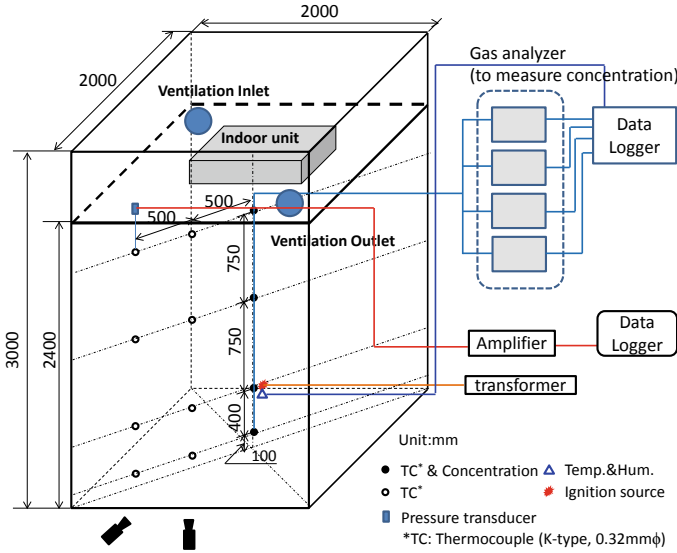 2000
2000
Gas analyzer
(to measure concentration)
Ventilation Inlet
Indoor unit
Data
Logger
500
500
Ventilation Outlet
750
3000
2400
750
Amplifier
Data
Logger
transformer
400
100
Unit:mm
TC* & Concentration
Temp.&Hum.
TC*
Ignition source
Pressure transducer
*TC: Thermocouple (K-type, 0.32mmϕ)